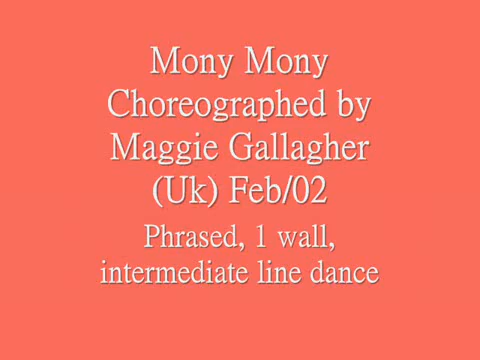 Mony Mony
Choreographed by
Maggie Gallagher
(Uk) Feb/02
Phrased, 1 wall,
intermediate line dance